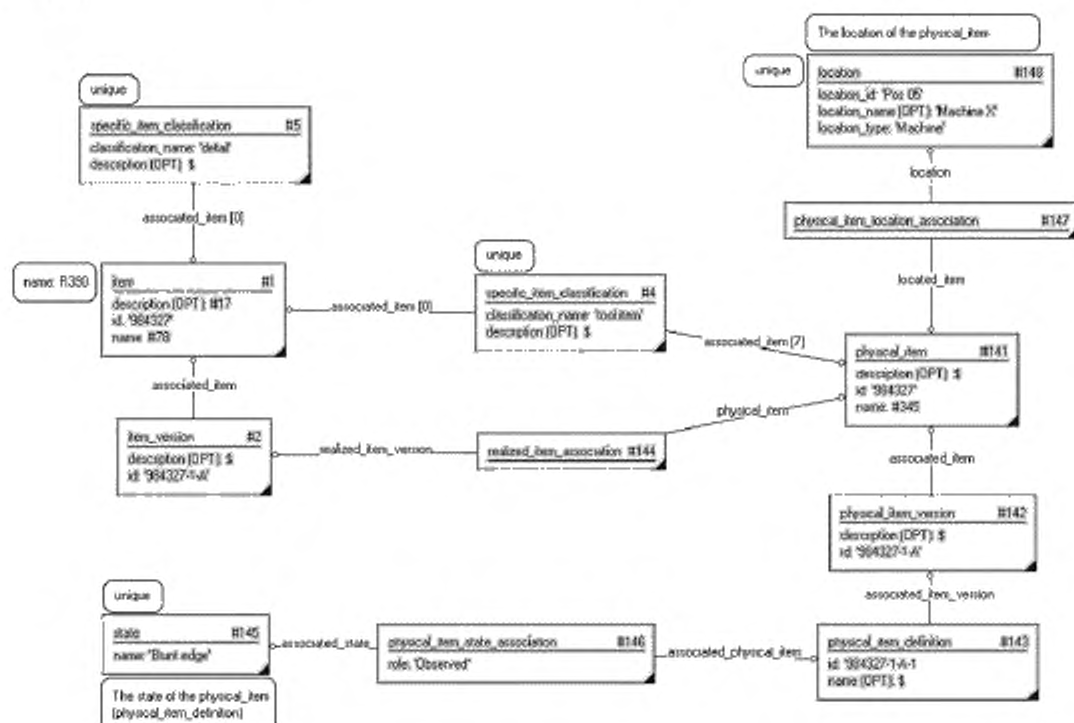 The location of the physical_item
unique
location #148
location_id: 'Pos 05'
location_name (OPT): 'Machine X'
location_type: 'Machine'
location
physical_item_location_association #147
located_item
unique
specific_item_classification #5
classification_name: 'detail'
description (OPT): $
associated_item [0]
name: R390
item #1
description (OPT): #17
id: '984327'
name: #78
associated_item [0]
unique
specific_item_classification #4
classification_name: 'tool item'
description (OPT): $
associated_item [7]
physical_item #141
description (OPT): $
id: '984327'
name: #345
associated_item
item_version #2
description (OPT): $
id: '984327-1-A'
realized_item_version
realized_item_association #144
physical_item
associated_item
physical_item_version #142
description (OPT): $
id: '984327-1-A'
associated_item_version
unique
state #145
name: "Blunt edge"
The state of the physical_item
(physical_item_definition)
associated_state
physical_item_state_association #146
role: 'Observed'
associated_physical_item
physical_item_definition #143
id: '984327-1-A-1
name (OPT): $